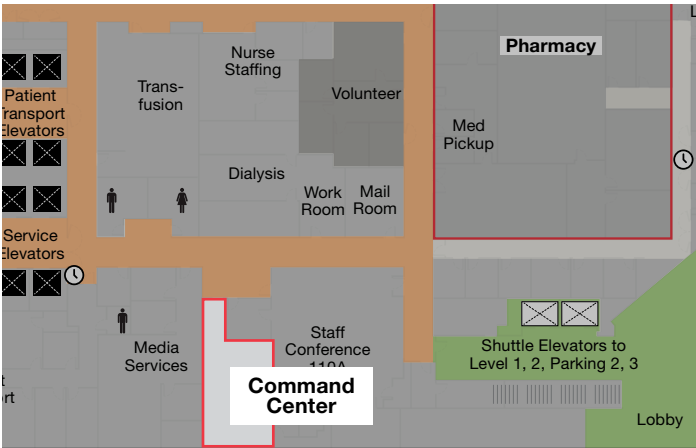 Pharmacy
Nurse
Staffing
Trans-
fusion
Volunteer
Patient
Transport
Elevators
Med
Pickup
Dialysis
Work
Room
Mail
Room
Service
Elevators
Media
Services
Staff
Conference
110A
Shuttle Elevators to
Level 1, 2, Parking 2, 3
Command
Center
Lobby